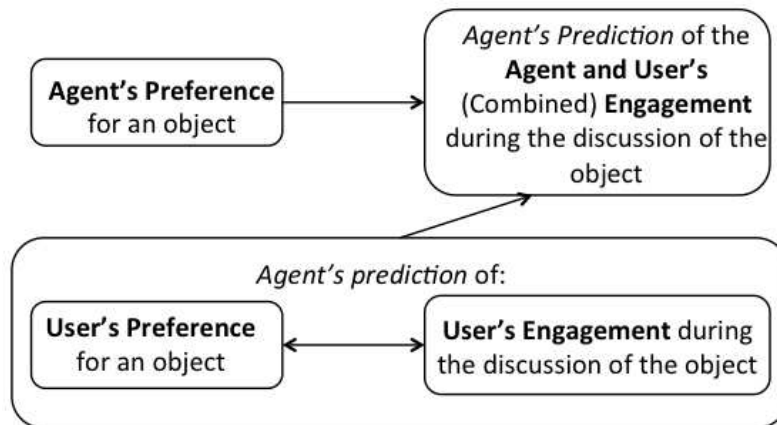 Agent's Prediction of the
Agent and User's
(Combined) Engagement
during the discussion of the
object
Agent's Preference
for an object
Agent's prediction of:
User's Preference
for an object
User's Engagement during
the discussion of the object